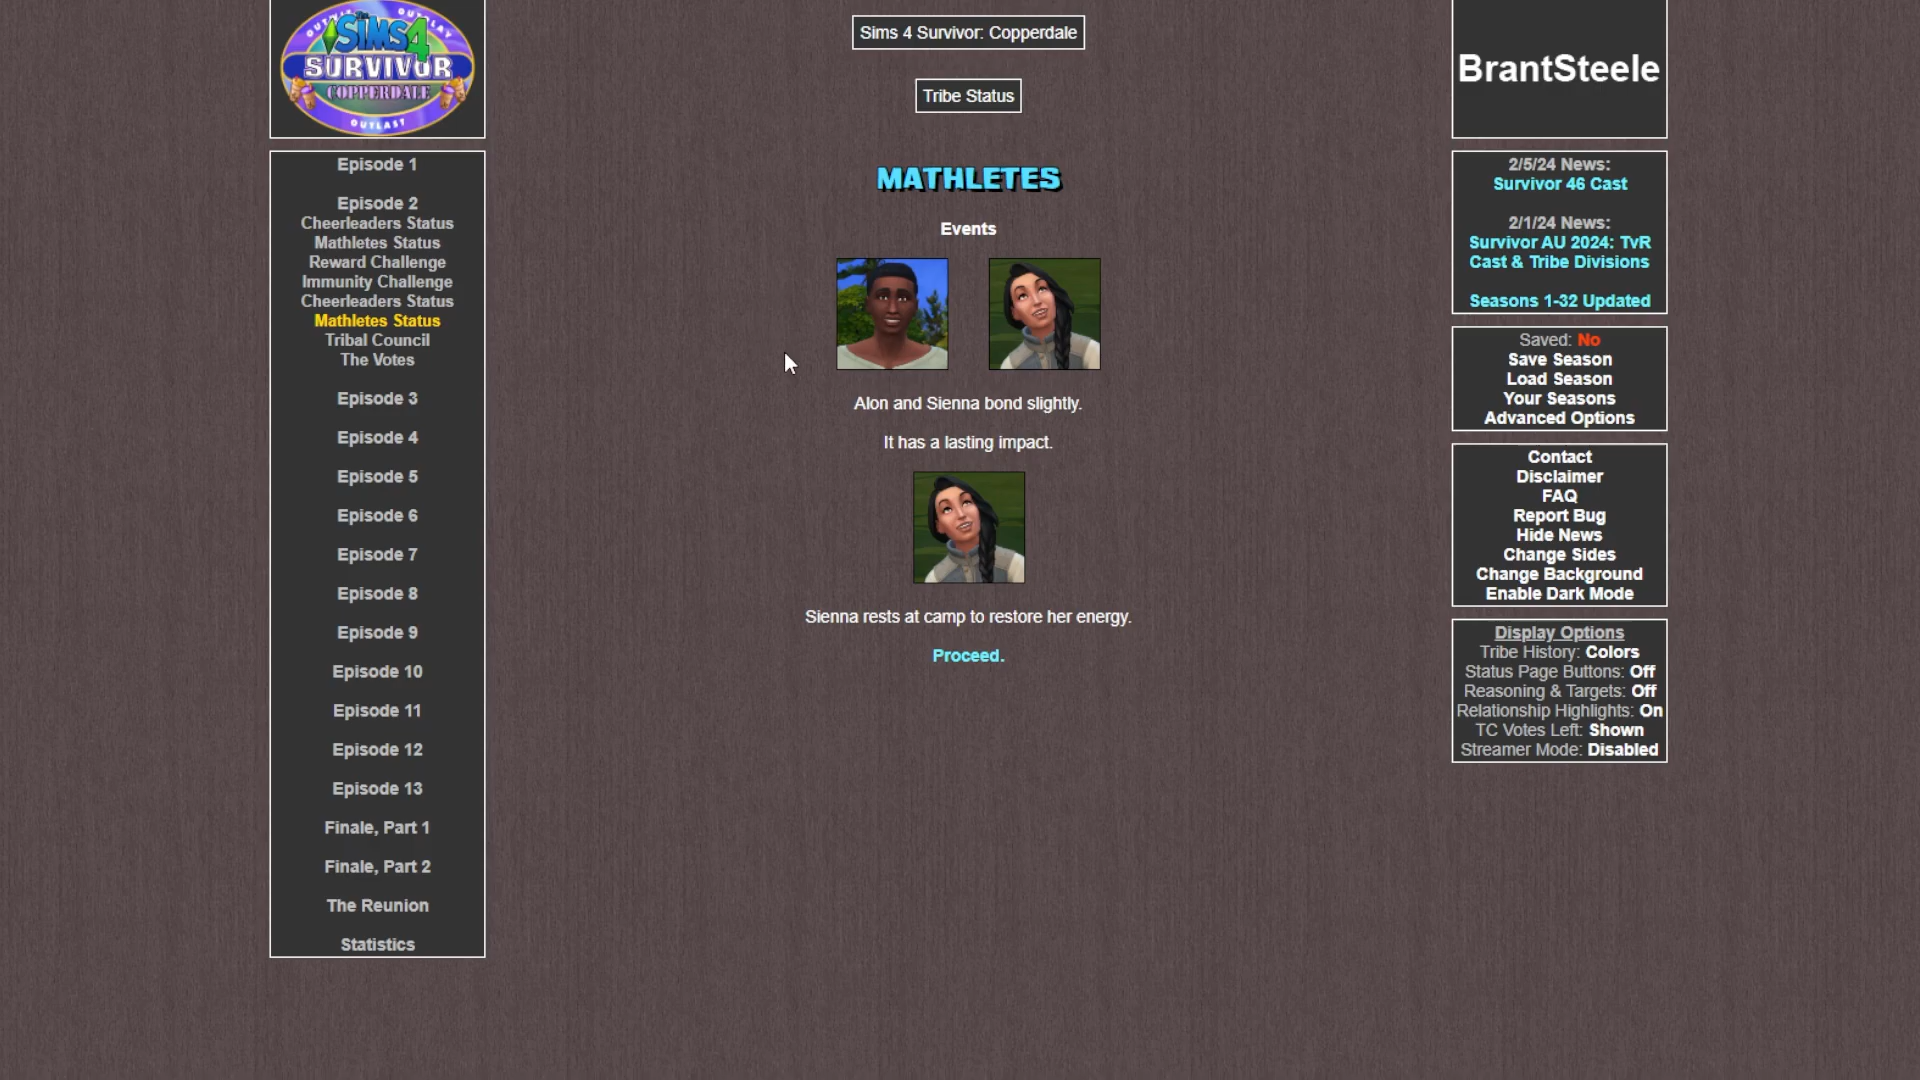 OUTWIT OUTPLAY
THE SIMS 4
SURVIVOR
COPPERDALE
OUTLAST
Episode 1
Episode 2
Cheerleaders Status
Mathletes Status
Reward Challenge
Immunity Challenge
Cheerleaders Status
Mathletes Status
Tribal Council
The Votes
Episode 3
Episode 4
Episode 5
Episode 6
Episode 7
Episode 8
Episode 9
Episode 10
Episode 11
Episode 12
Episode 13
Finale, Part 1
Finale, Part 2
The Reunion
Statistics
Sims 4 Survivor: Copperdale
Tribe Status
MATHLETES
Events
Alon and Sienna bond slightly.
It has a lasting impact.
Sienna rests at camp to restore her energy.
Proceed.
BrantSteele
2/5/24 News:
Survivor 46 Cast
2/1/24 News:
Survivor AU 2024: TvR
Cast & Tribe Divisions
Seasons 1-32 Updated
Saved: No
Save Season
Load Season
Your Seasons
Advanced Options
Contact
Disclaimer
FAQ
Report Bug
Hide News
Change Sides
Change Background
Enable Dark Mode
Display Options
Tribe History: Colors
Status Page Buttons: Off
Reasoning & Targets: Off
Relationship Highlights: On
TC Votes Left: Shown
Streamer Mode: Disabled